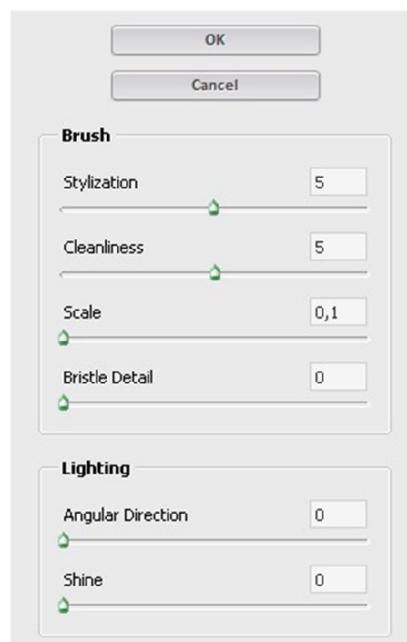 OK
Cancel
Brush
Stylization 5
Cleanliness 5
Scale 0,1
Bristle Detail 0
Lighting
Angular Direction 0
Shine 0